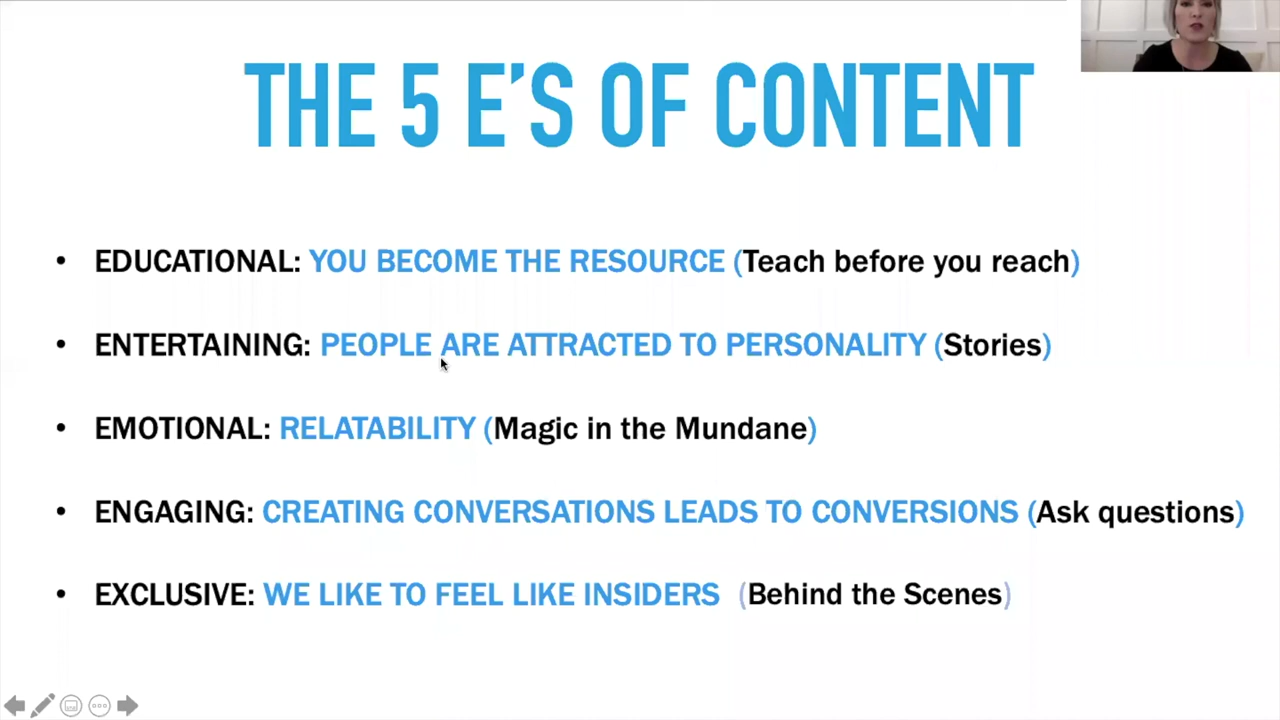 THE 5 E'S OF CONTENT
• EDUCATIONAL: YOU BECOME THE RESOURCE (Teach before you reach)
• ENTERTAINING: PEOPLE ARE ATTRACTED TO PERSONALITY (Stories)
• EMOTIONAL: RELATABILITY (Magic in the Mundane)
• ENGAGING: CREATING CONVERSATIONS LEADS TO CONVERSIONS (Ask questions)
• EXCLUSIVE: WE LIKE TO FEEL LIKE INSIDERS (Behind the Scenes)